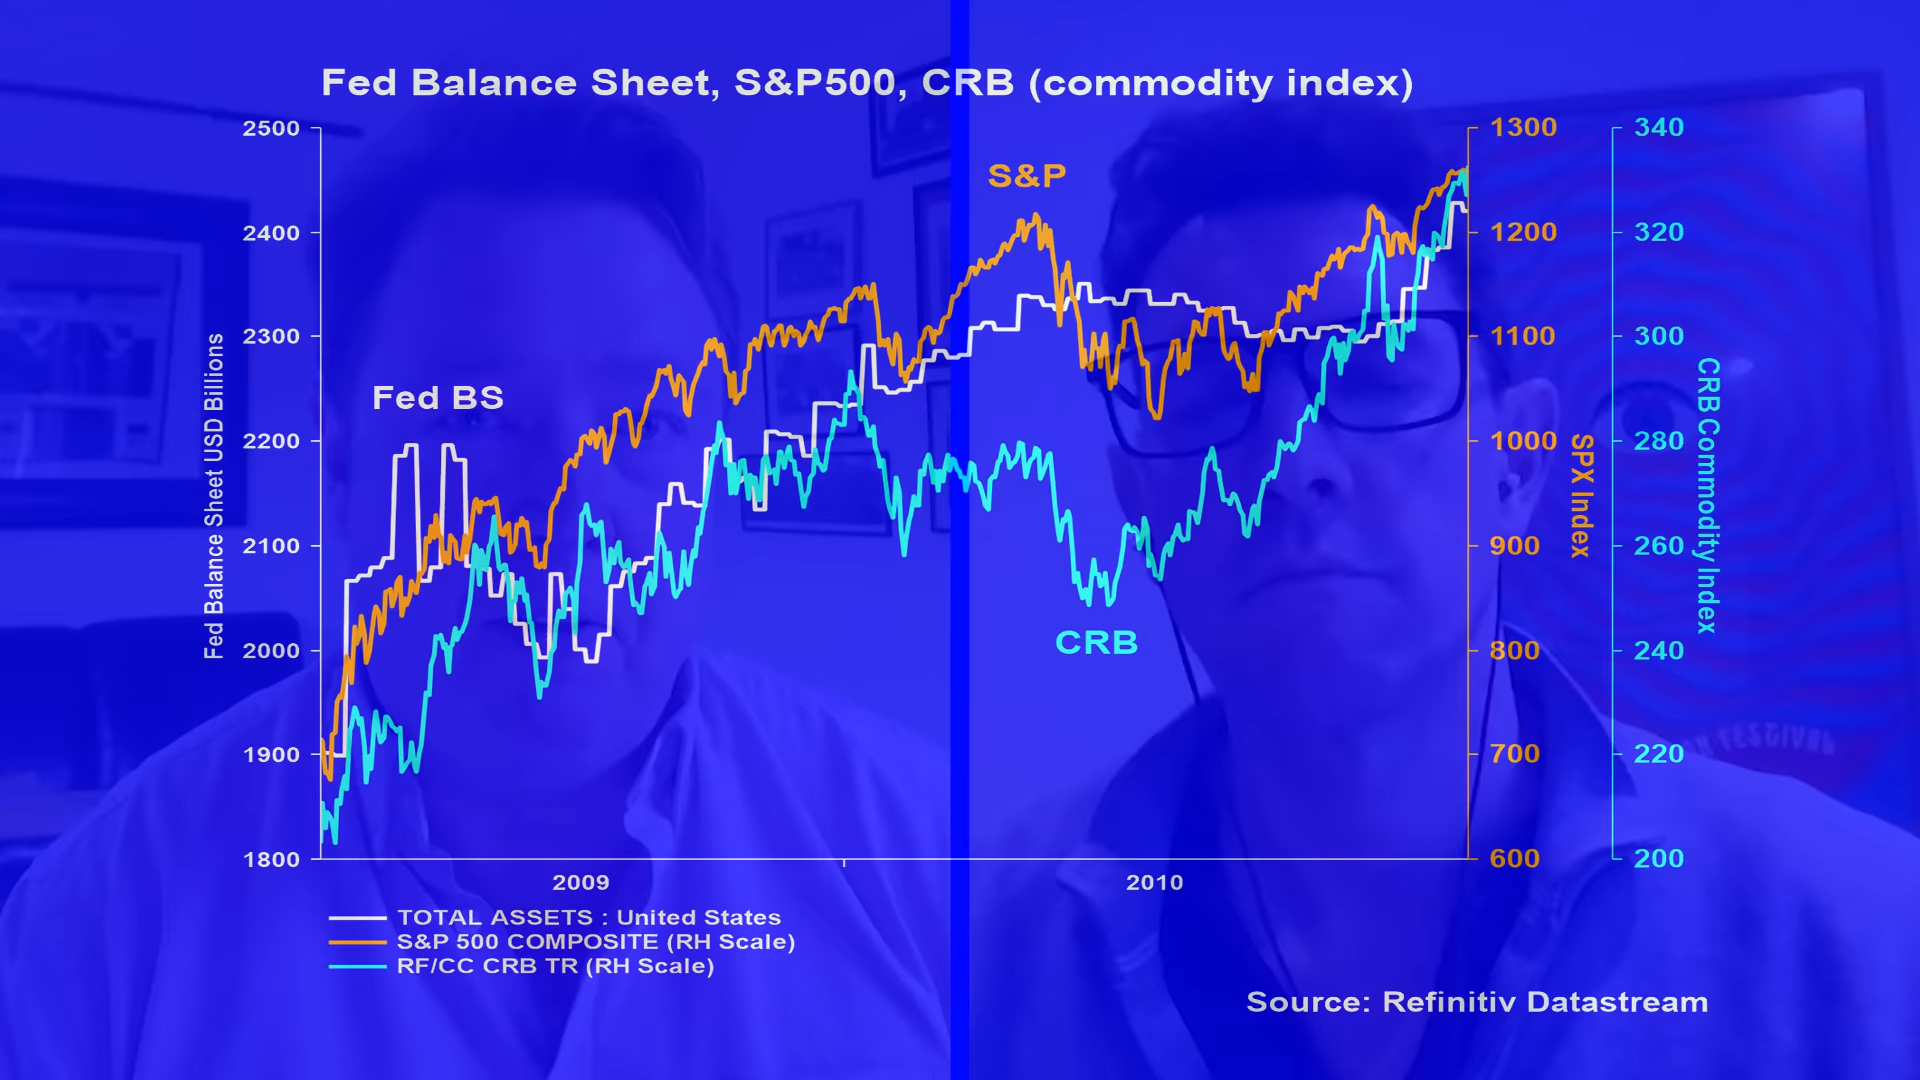 Fed Balance Sheet, S&P500, CRB (commodity index)
2500
2400
2300
2200
2100
2000
1900
1800
Fed Balance Sheet USD Billions
Fed BS
S&P
CRB
1300
1200
1100
1000
900
800
700
600
SPX Index
340
320
300
280
260
240
220
200
CRB Commodity Index
2009
2010
TOTAL ASSETS : United States
S&P 500 COMPOSITE (RH Scale)
RF/CC CRB TR (RH Scale)
Source: Refinitiv Datastream